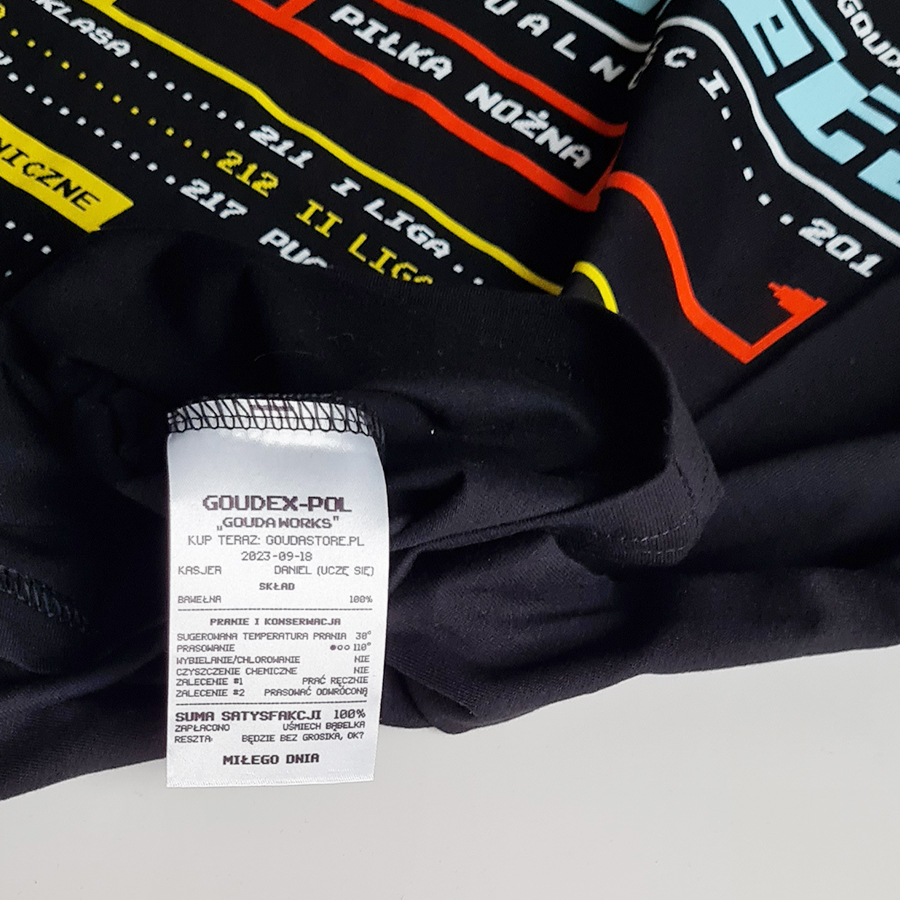 KLASA
211 I LIGA
212 II LIGA
217
NICZNE
PIŁKA NOŻNA
UALN
CI
201
GOUDEX-POL
„GOUDA WORKS”
KUP TERAZ: GOUDASTORE.PL
2023-09-18
KASJER DANIEL (UCZĘ SIĘ)
SKŁAD
BAWEŁNA 100%
PRANIE I KONSERWACJA
SUGEROWANA TEMPERATURA PRANIA 30°
PRASOWANIE ●○○ 110°
WYBIELANIE/CHLOROWANIE NIE
CZYSZCZENIE CHEMICZNE NIE
ZALECENIE #1 PRAĆ RĘCZNIE
ZALECENIE #2 PRASOWAĆ ODWRÓCONĄ
SUMA SATYSFAKCJI 100%
ZAPŁACONO UŚMIECH BĄBELKA
RESZTA BĘDZIE BEZ GROSIKA, OK?
MIŁEGO DNIA